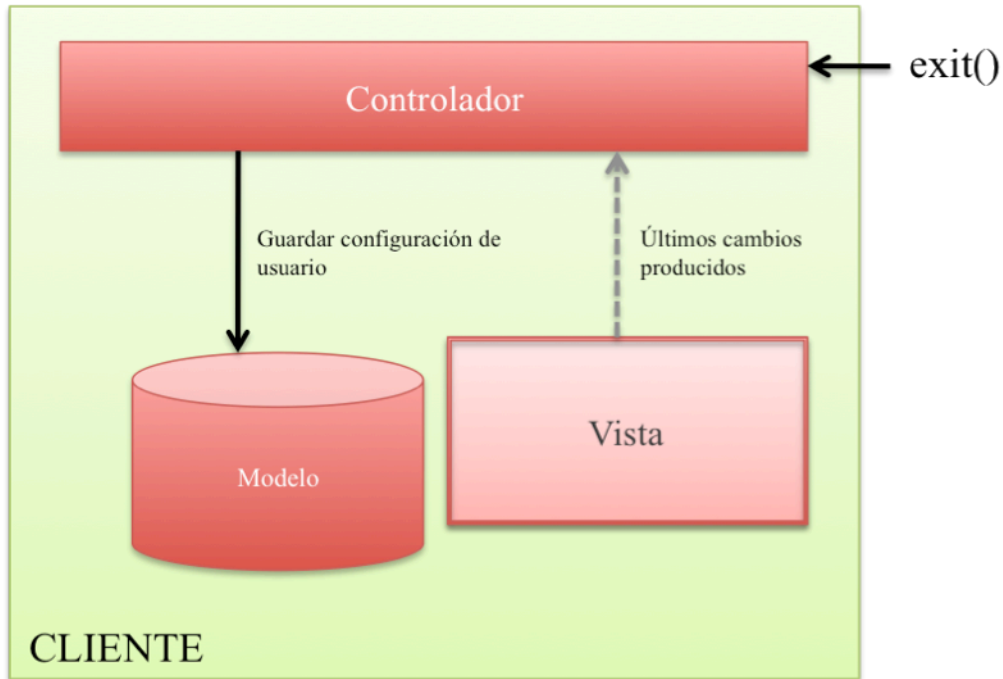 Controlador
exit()
Guardar configuración de
usuario
Últimos cambios
producidos
Modelo
Vista
CLIENTE